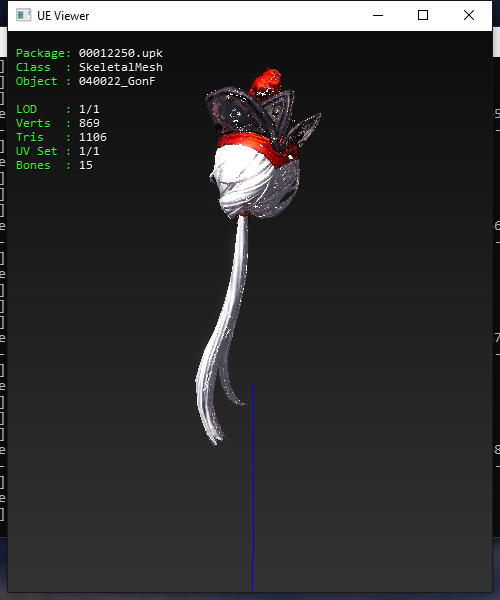 UE Viewer
Package: 00012250.upk
Class  : SkeletalMesh
Object : 040022_GonF
LOD    : 1/1
Verts  : 869
Tris   : 1106
UV Set : 1/1
Bones  : 15